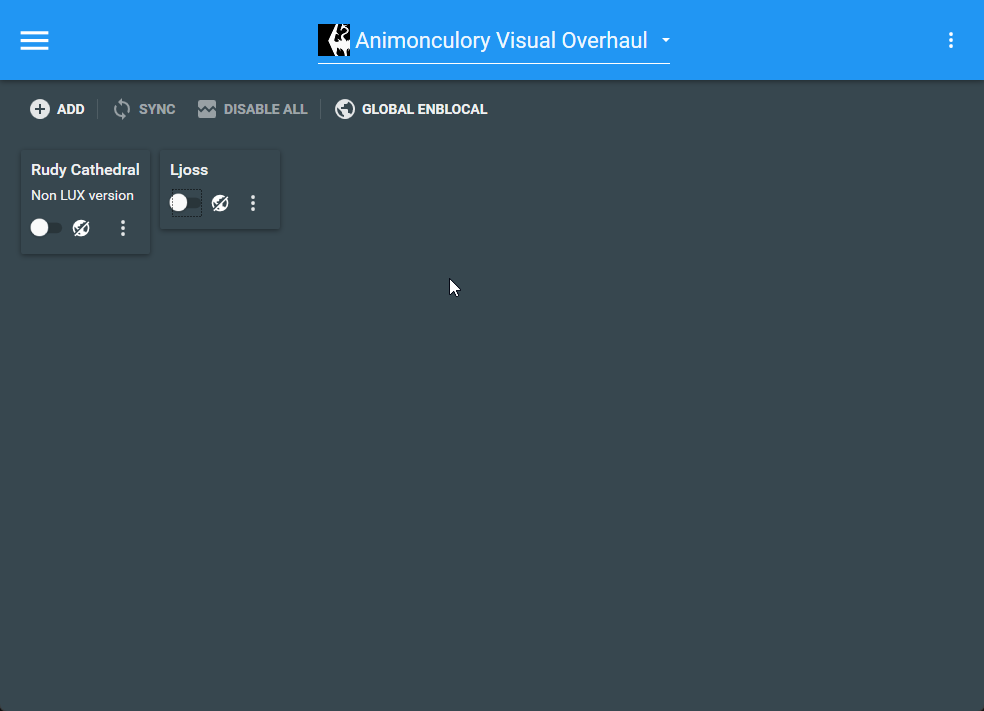 Animonculory Visual Overhaul
ADD SYNC DISABLE ALL GLOBAL ENBLOCAL
Rudy Cathedral
Non LUX version
Ljoss